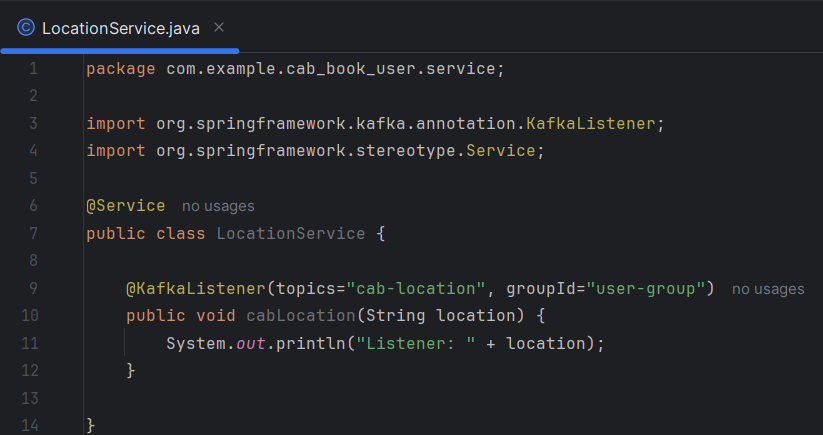 LocationService.java
1 package com.example.cab_book_user.service;
2
3 import org.springframework.kafka.annotation.KafkaListener;
4 import org.springframework.stereotype.Service;
5
6 @Service no usages
7 public class LocationService {
8
9 @KafkaListener(topics="cab-location", groupId="user-group") no usages
10 public void cabLocation(String location) {
11 System.out.println("Listener: " + location);
12 }
13
14 }